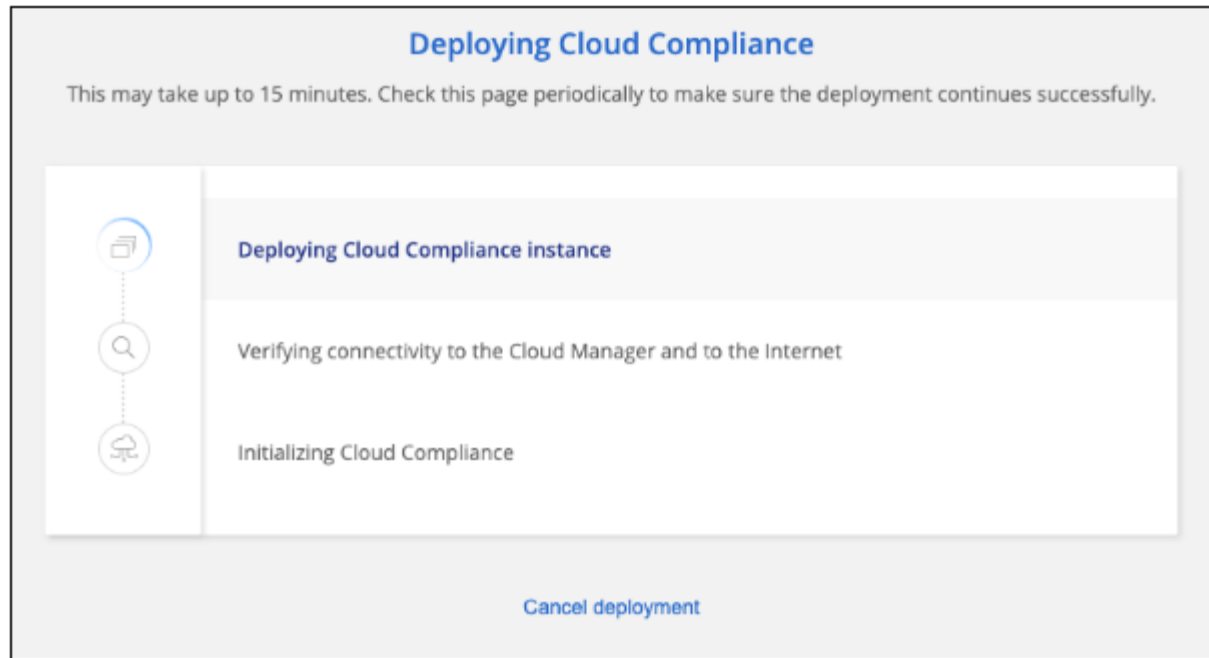 Deploying Cloud Compliance
This may take up to 15 minutes. Check this page periodically to make sure the deployment continues successfully.
Deploying Cloud Compliance instance
Verifying connectivity to the Cloud Manager and to the Internet
Initializing Cloud Compliance
Cancel deployment